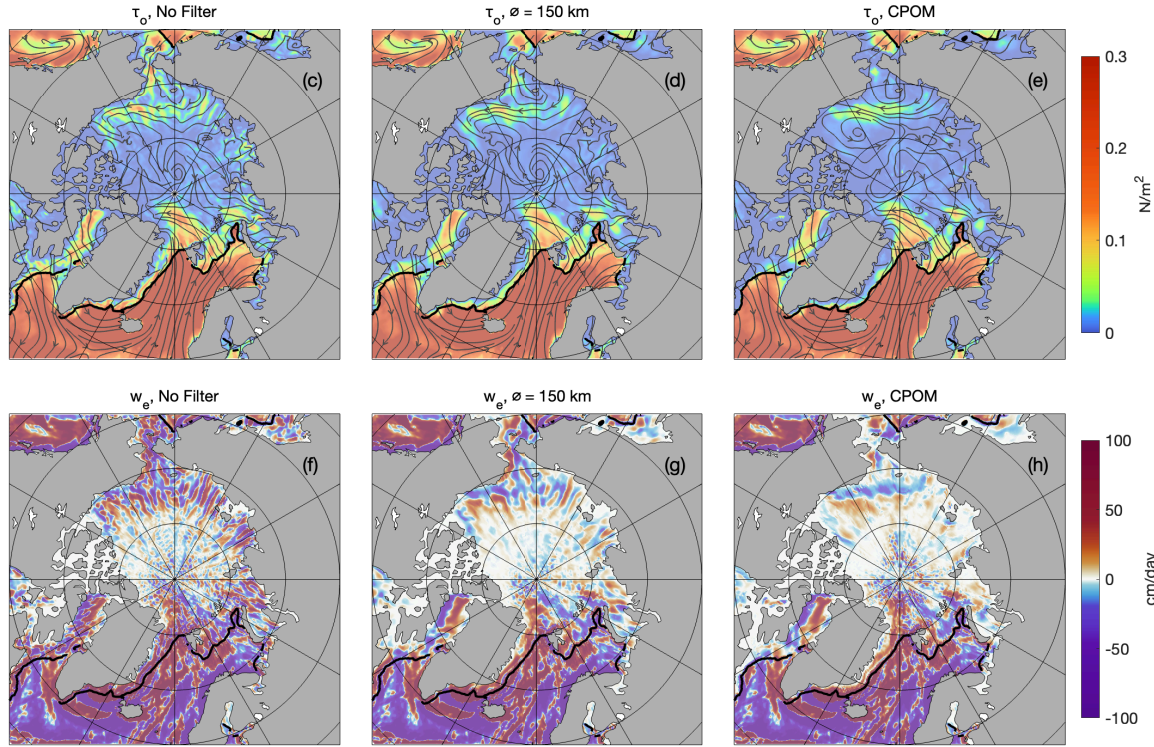 τo, No Filter
τo, ø = 150 km
τo, CPOM
(c)
(d)
(e)
0.3
0.2
0.1
0
N/m²
we, No Filter
we, ø = 150 km
we, CPOM
(f)
(g)
(h)
100
50
0
-50
-100
cm/day